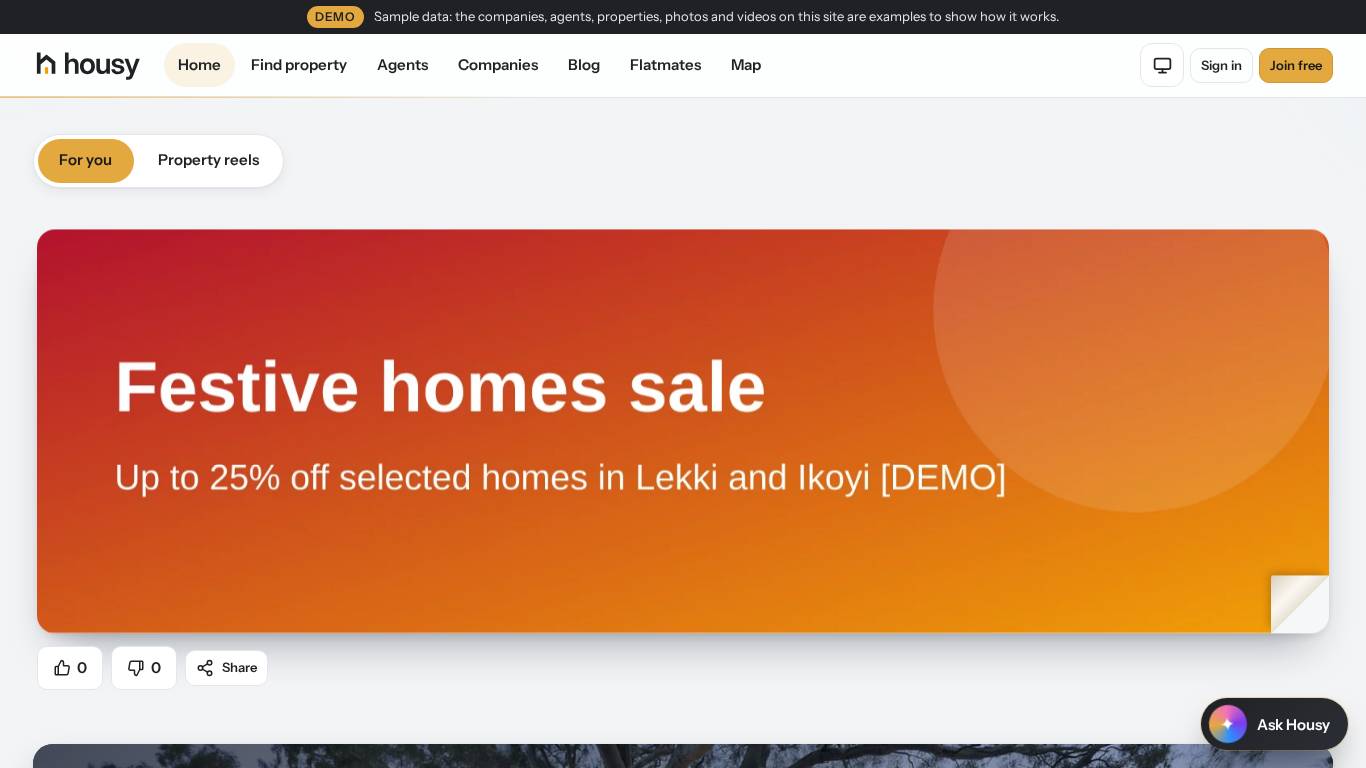 DEMO Sample data: the companies, agents, properties, photos and videos on this site are examples to show how it works.
housy Home Find property Agents Companies Blog Flatmates Map Sign in Join free
For you Property reels
Festive homes sale
Up to 25% off selected homes in Lekki and Ikoyi [DEMO]
0 0 Share
Ask Housy